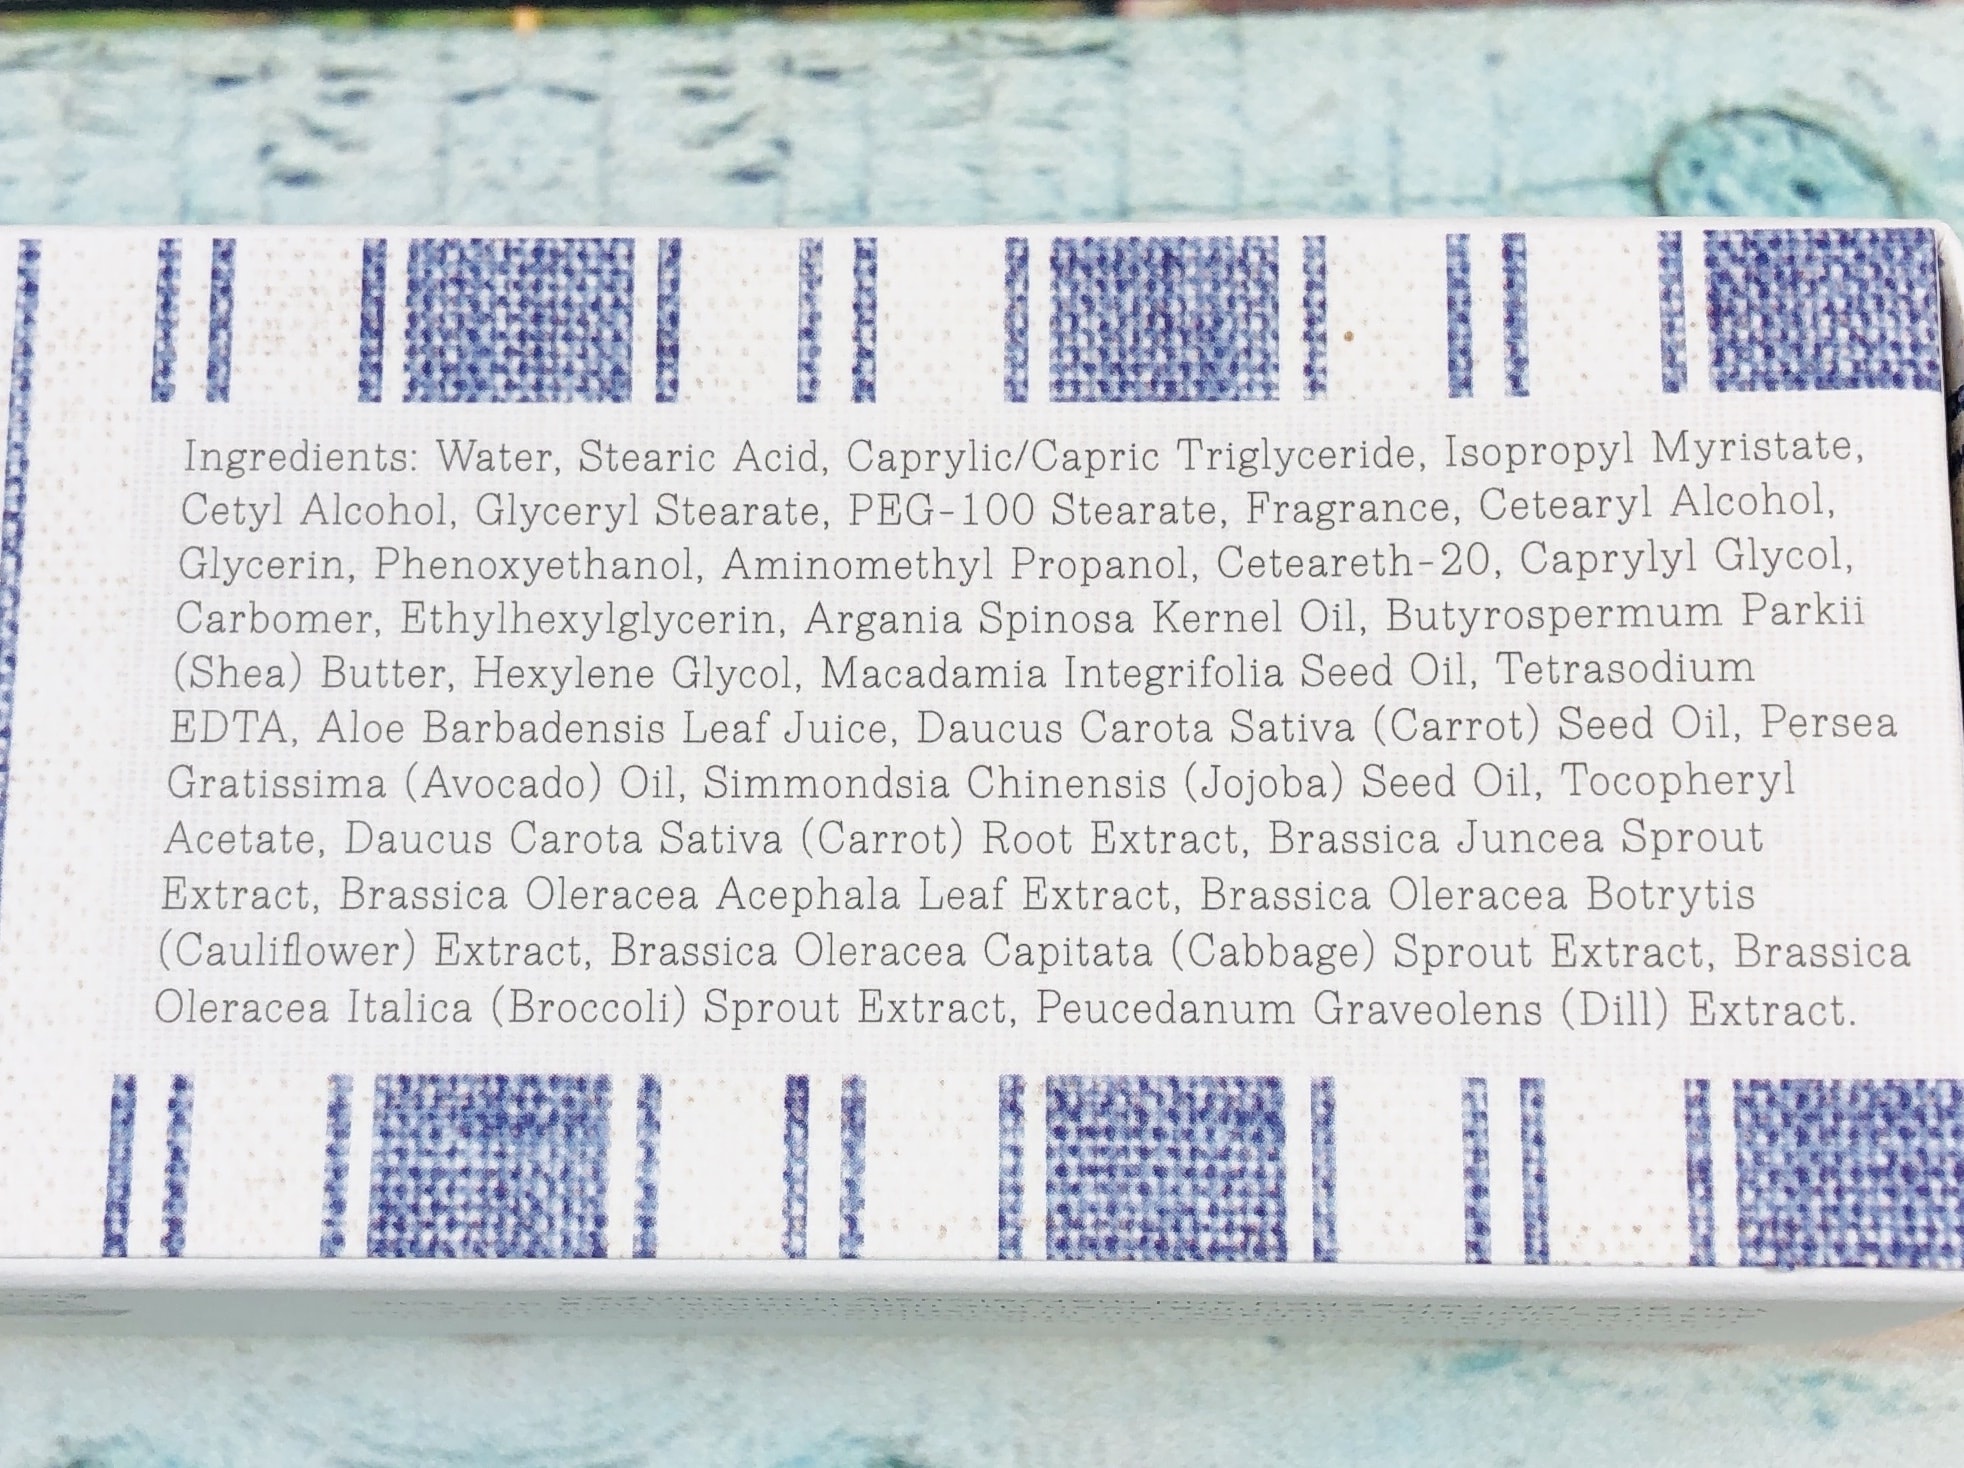 Ingredients: Water, Stearic Acid, Caprylic/Capric Triglyceride, Isopropyl Myristate,
Cetyl Alcohol, Glyceryl Stearate, PEG-100 Stearate, Fragrance, Cetearyl Alcohol,
Glycerin, Phenoxyethanol, Aminomethyl Propanol, Ceteareth-20, Caprylyl Glycol,
Carbomer, Ethylhexylglycerin, Argania Spinosa Kernel Oil, Butyrospermum Parkii
(Shea) Butter, Hexylene Glycol, Macadamia Integrifolia Seed Oil, Tetrasodium
EDTA, Aloe Barbadensis Leaf Juice, Daucus Carota Sativa (Carrot) Seed Oil, Persea
Gratissima (Avocado) Oil, Simmondsia Chinensis (Jojoba) Seed Oil, Tocopheryl
Acetate, Daucus Carota Sativa (Carrot) Root Extract, Brassica Juncea Sprout
Extract, Brassica Oleracea Acephala Leaf Extract, Brassica Oleracea Botrytis
(Cauliflower) Extract, Brassica Oleracea Capitata (Cabbage) Sprout Extract, Brassica
Oleracea Italica (Broccoli) Sprout Extract, Peucedanum Graveolens (Dill) Extract.